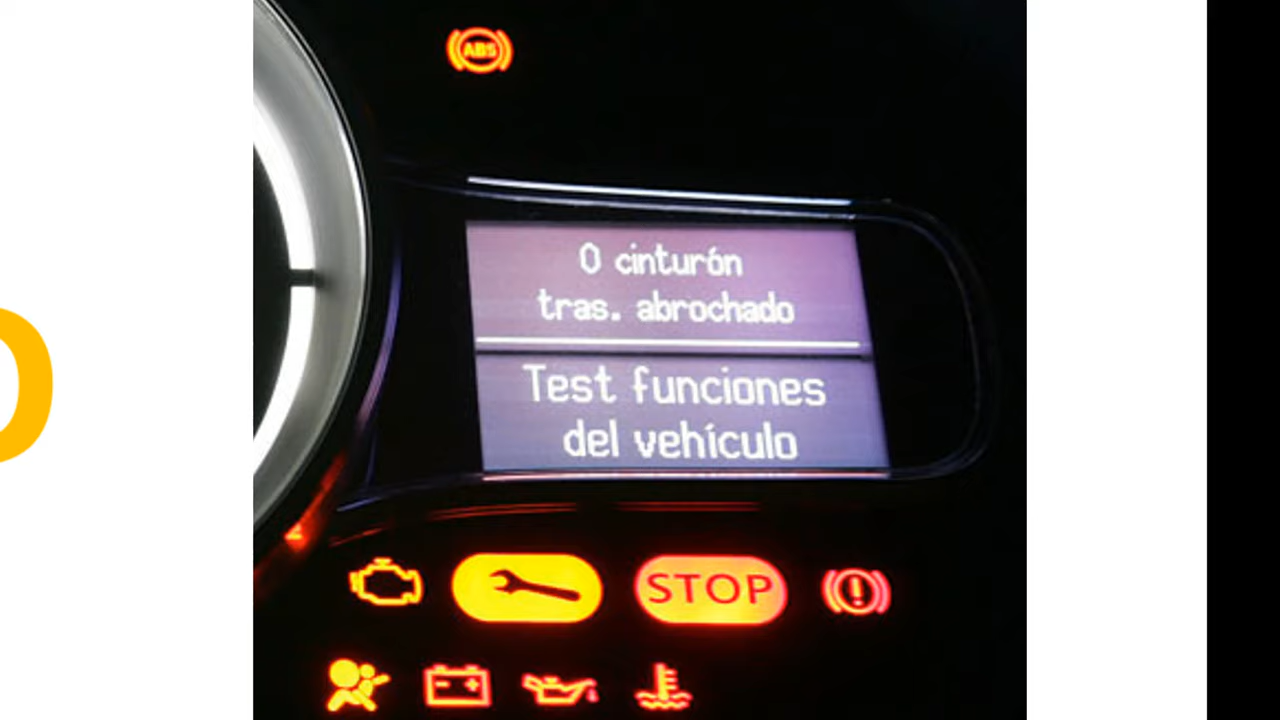 ABS
0 cinturón
tras. abrochado
Test funciones
del vehículo
STOP